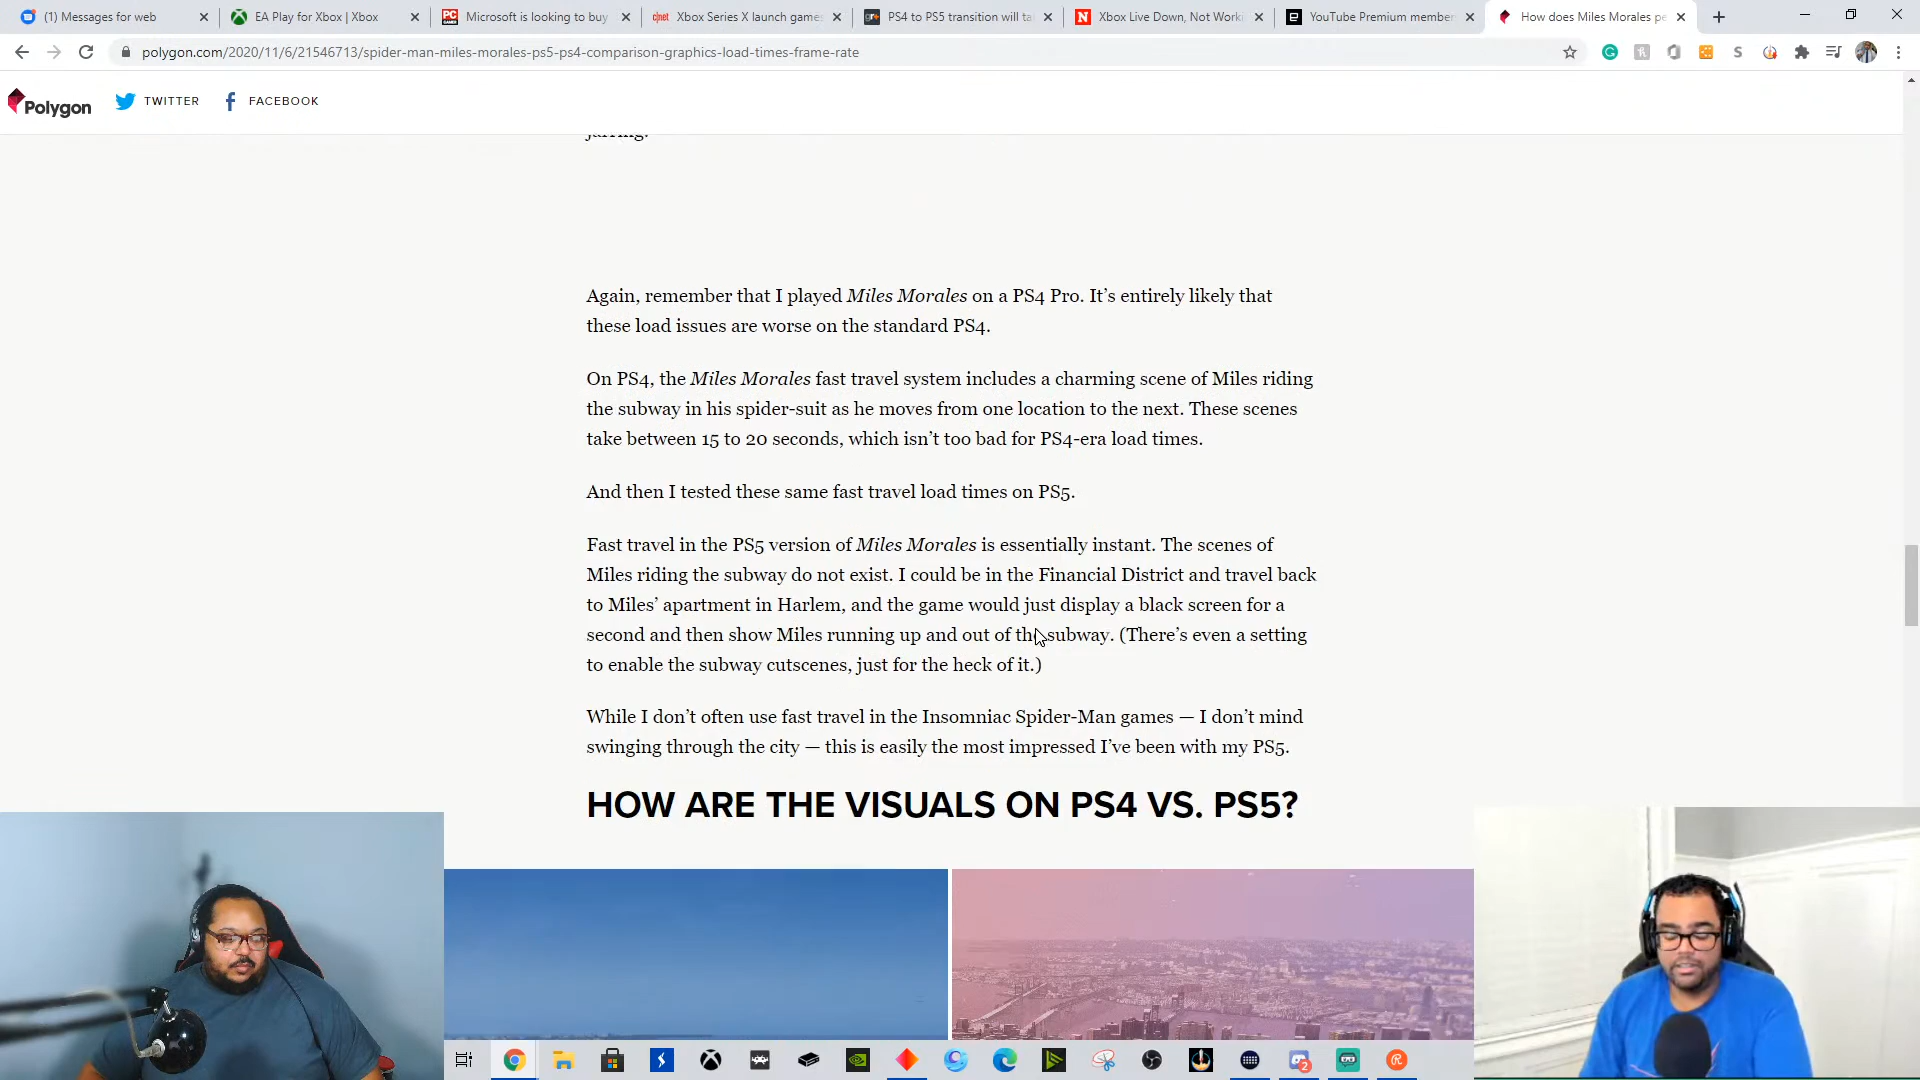 (1) Messages for web
EA Play for Xbox | Xbox
Microsoft is looking to buy
Xbox Series X launch games
PS4 to PS5 transition will ta
Xbox Live Down, Not Worki
YouTube Premium member
How does Miles Morales pe
polygon.com/2020/11/6/21546713/spider-man-miles-morales-ps5-ps4-comparison-graphics-load-times-frame-rate
Polygon
TWITTER
FACEBOOK
jarring.
Again, remember that I played Miles Morales on a PS4 Pro. It’s entirely likely that
these load issues are worse on the standard PS4.
On PS4, the Miles Morales fast travel system includes a charming scene of Miles riding
the subway in his spider-suit as he moves from one location to the next. These scenes
take between 15 to 20 seconds, which isn’t too bad for PS4-era load times.
And then I tested these same fast travel load times on PS5.
Fast travel in the PS5 version of Miles Morales is essentially instant. The scenes of
Miles riding the subway do not exist. I could be in the Financial District and travel back
to Miles’ apartment in Harlem, and the game would just display a black screen for a
second and then show Miles running up and out of the subway. (There’s even a setting
to enable the subway cutscenes, just for the heck of it.)
While I don’t often use fast travel in the Insomniac Spider-Man games — I don’t mind
swinging through the city — this is easily the most impressed I’ve been with my PS5.
HOW ARE THE VISUALS ON PS4 VS. PS5?